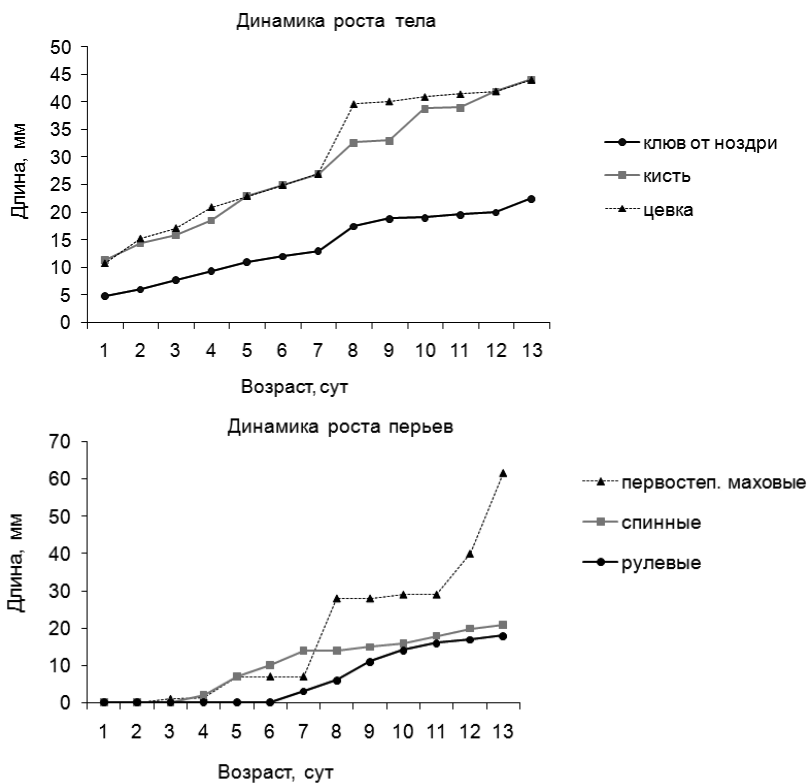 Динамика роста тела
Длина, мм
50
45
40
35
30
25
20
15
10
5
0
1 2 3 4 5 6 7 8 9 10 11 12 13
Возраст, сут
клюв от ноздри
кисть
цевка
Динамика роста перьев
Длина, мм
70
60
50
40
30
20
10
0
1 2 3 4 5 6 7 8 9 10 11 12 13
Возраст, сут
первостеп. маховые
спинные
рулевые